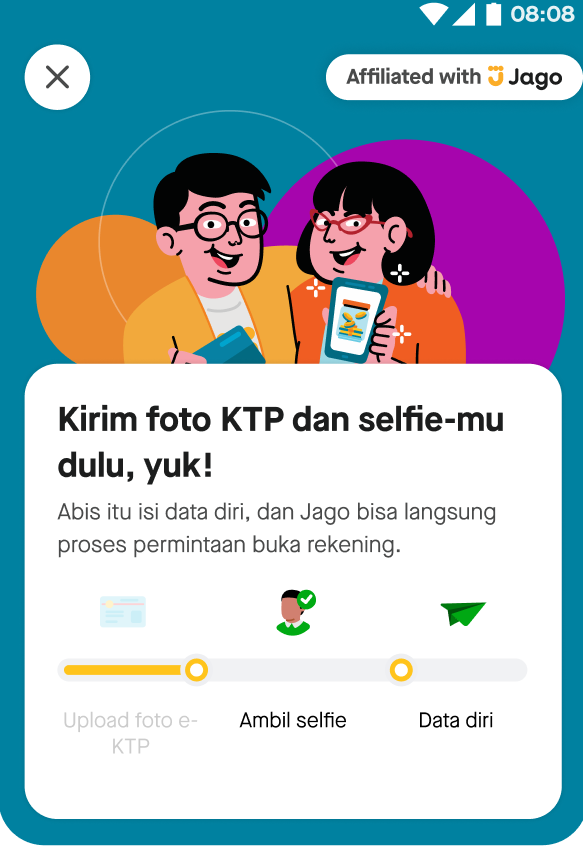 08:08
Affiliated with Jago
Kirim foto KTP dan selfie-mu
dulu, yuk!
Abis itu isi data diri, dan Jago bisa langsung
proses permintaan buka rekening.
Upload foto e-
KTP
Ambil selfie
Data diri